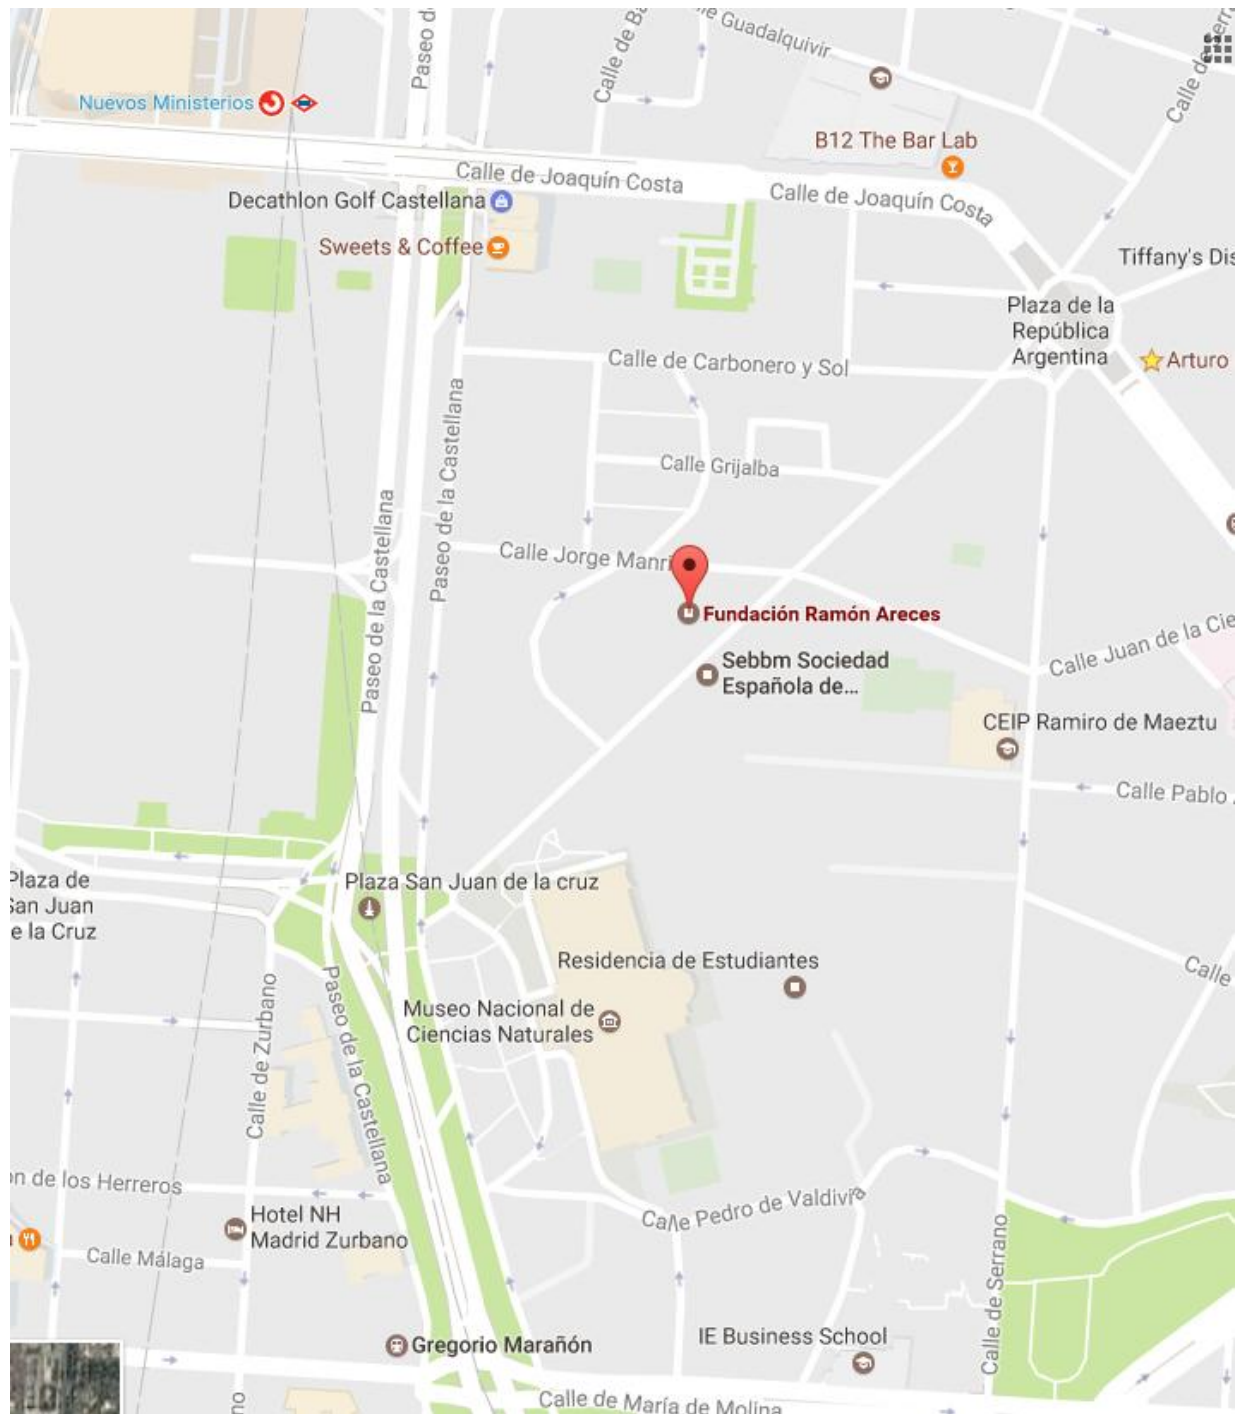 Paseo d
Calle de Ba
le Guadalquivir
Calle de Serr
Nuevos Ministerios
B12 The Bar Lab
Calle de Joaquín Costa
Calle de Joaquín Costa
Decathlon Golf Castellana
Sweets & Coffee
Tiffany's Dis
Plaza de la
República
Argentina
Arturo
Calle de Carbonero y Sol
Paseo de la Castellana
Calle Grijalba
Paseo de la Castellana
Calle Jorge Manri
Fundación Ramón Areces
Calle Juan de la Cie
Sebbm Sociedad
Española de...
CEIP Ramiro de Maeztu
Calle Pablo
Plaza de
San Juan
e la Cruz
Plaza San Juan de la cruz
Residencia de Estudiantes
Calle
Calle de Zurbano
Paseo de la Castellana
Museo Nacional de
Ciencias Naturales
on de los Herreros
Calle Pedro de Valdivia
Hotel NH
Madrid Zurbano
Calle Málaga
Calle de Serrano
Gregorio Marañón
IE Business School
Calle de María de Molina
no